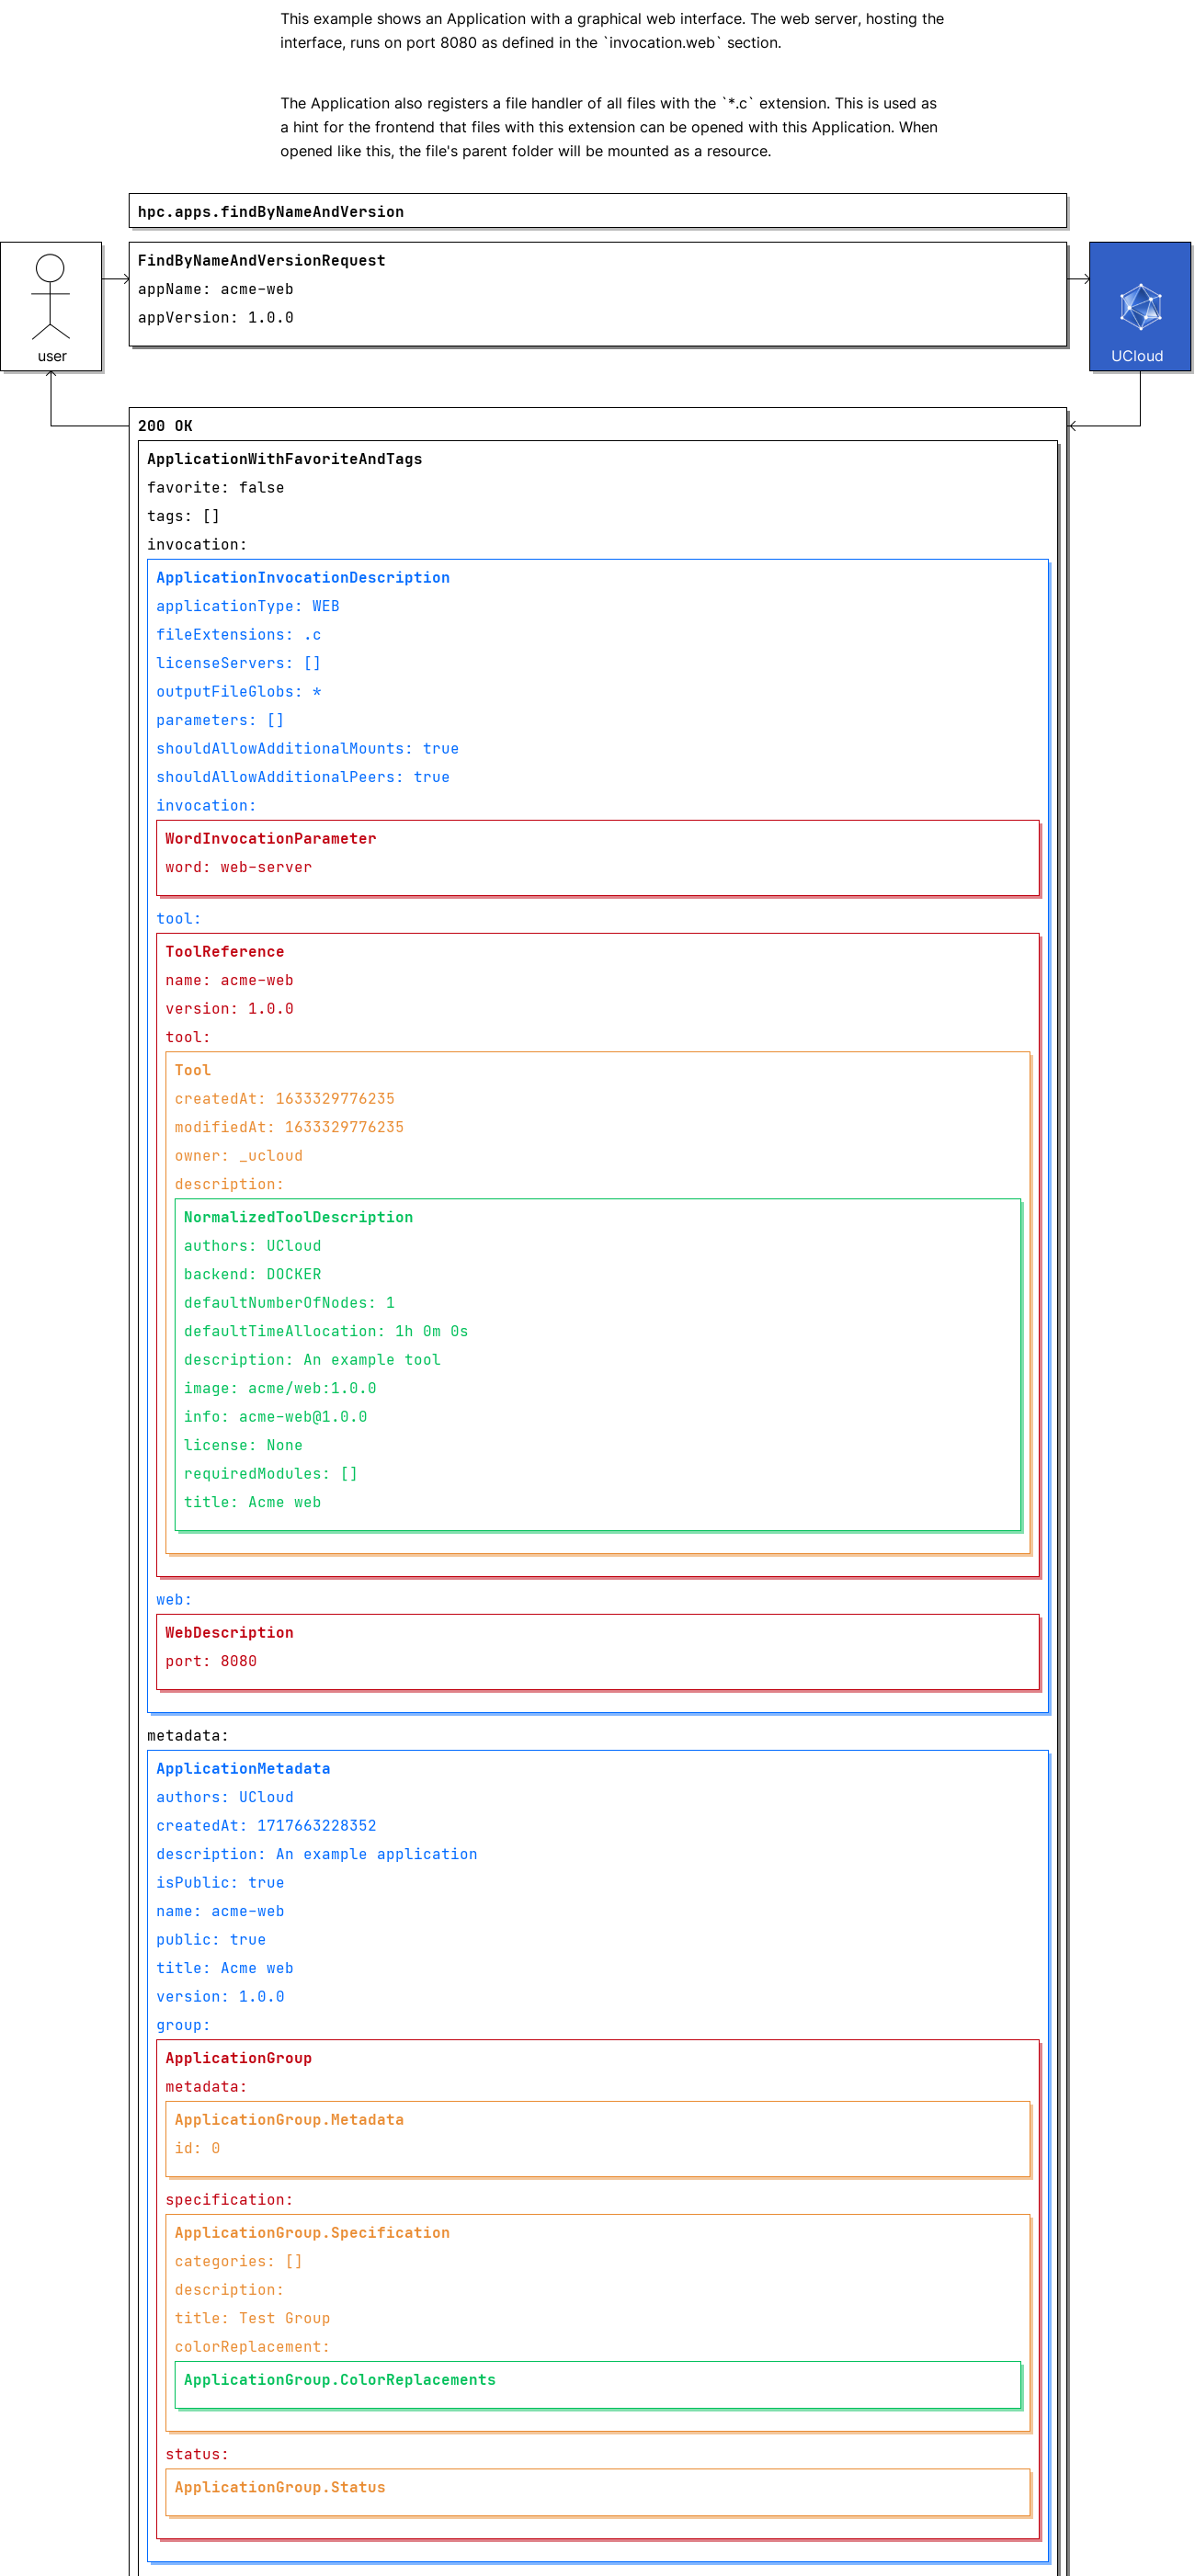 This example shows an Application with a graphical web interface. The web server, hosting the
interface, runs on port 8080 as defined in the `invocation.web` section.
The Application also registers a file handler of all files with the `*.c` extension. This is used as
a hint for the frontend that files with this extension can be opened with this Application. When
opened like this, the file's parent folder will be mounted as a resource.
hpc.apps.findByNameAndVersion
FindByNameAndVersionRequest
appName: acme-web
appVersion: 1.0.0
user
UCloud
200 OK
ApplicationWithFavoriteAndTags
favorite: false
tags: []
invocation:
ApplicationInvocationDescription
applicationType: WEB
fileExtensions: .c
licenseServers: []
outputFileGlobs: *
parameters: []
shouldAllowAdditionalMounts: true
shouldAllowAdditionalPeers: true
invocation:
WordInvocationParameter
word: web-server
tool:
ToolReference
name: acme-web
version: 1.0.0
tool:
Tool
createdAt: 1633329776235
modifiedAt: 1633329776235
owner: _ucloud
description:
NormalizedToolDescription
authors: UCloud
backend: DOCKER
defaultNumberOfNodes: 1
defaultTimeAllocation: 1h 0m 0s
description: An example tool
image: acme/web:1.0.0
info: acme-web@1.0.0
license: None
requiredModules: []
title: Acme web
web:
WebDescription
port: 8080
metadata:
ApplicationMetadata
authors: UCloud
createdAt: 1717663228352
description: An example application
isPublic: true
name: acme-web
public: true
title: Acme web
version: 1.0.0
group:
ApplicationGroup
metadata:
ApplicationGroup.Metadata
id: 0
specification:
ApplicationGroup.Specification
categories: []
description:
title: Test Group
colorReplacement:
ApplicationGroup.ColorReplacements
status:
ApplicationGroup.Status